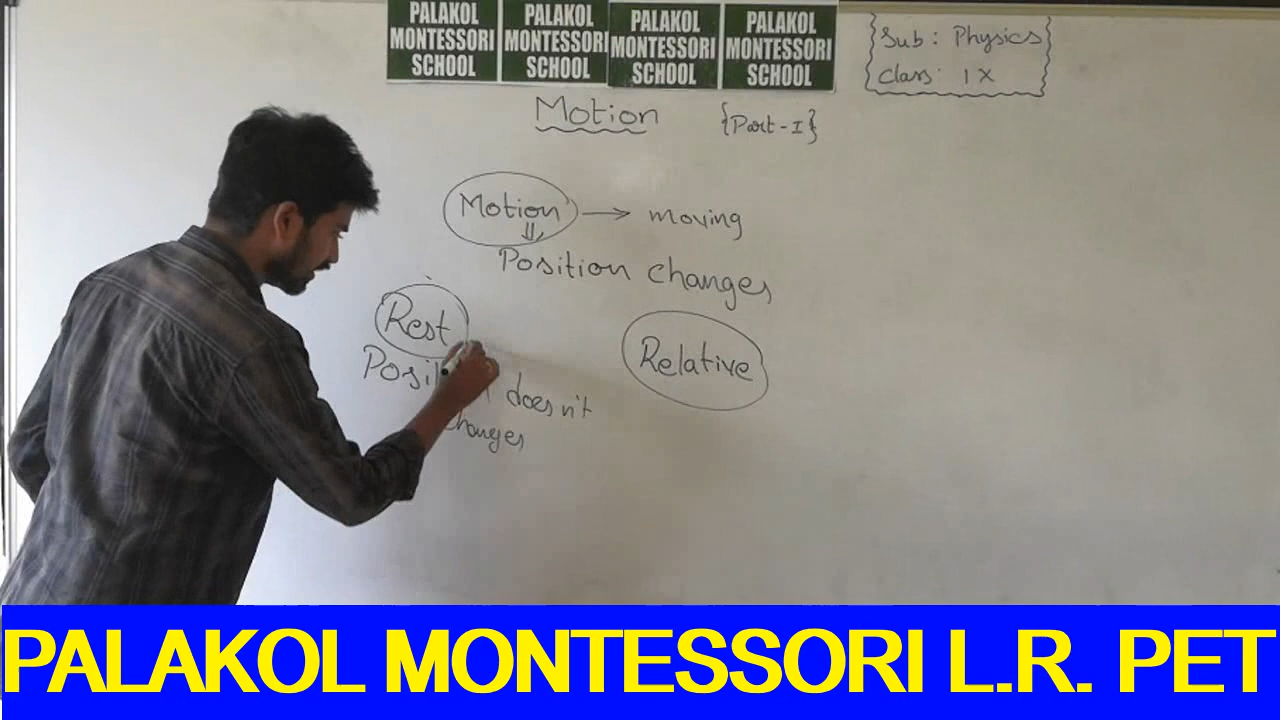 PALAKOL MONTESSORI SCHOOL
PALAKOL MONTESSORI SCHOOL
PALAKOL MONTESSORI SCHOOL
PALAKOL MONTESSORI SCHOOL
Sub: Physics
Class: IX
Motion {Part-I}
Motion → moving
⇓
Position changes
Rest
Relative
doesn't
changes
PALAKOL MONTESSORI L.R. PET